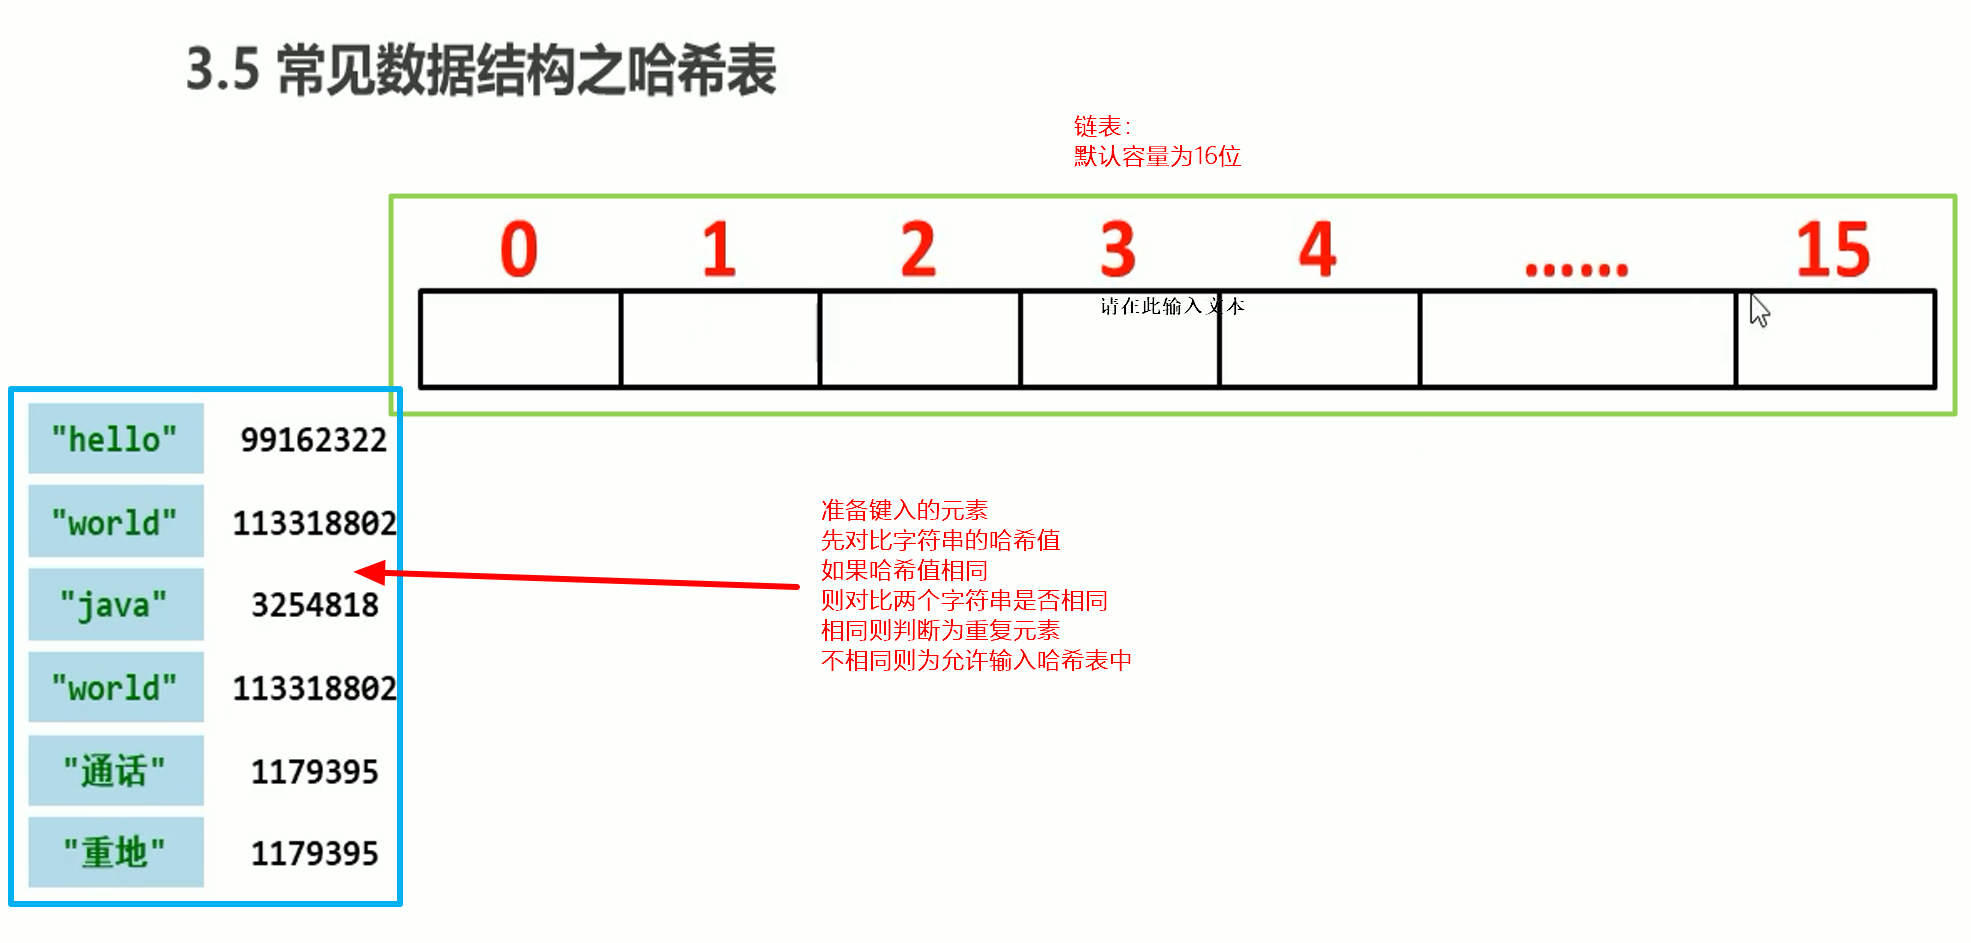 3.5 常见数据结构之哈希表
链表：
默认容量为16位
0 1 2 3 4 …… 15
请在此输入文本
"hello" 99162322
"world" 113318802
"java" 3254818
"world" 113318802
"通话" 1179395
"重地" 1179395
准备键入的元素
先对比字符串的哈希值
如果哈希值相同
则对比两个字符串是否相同
相同则判断为重复元素
不相同则为允许输入哈希表中